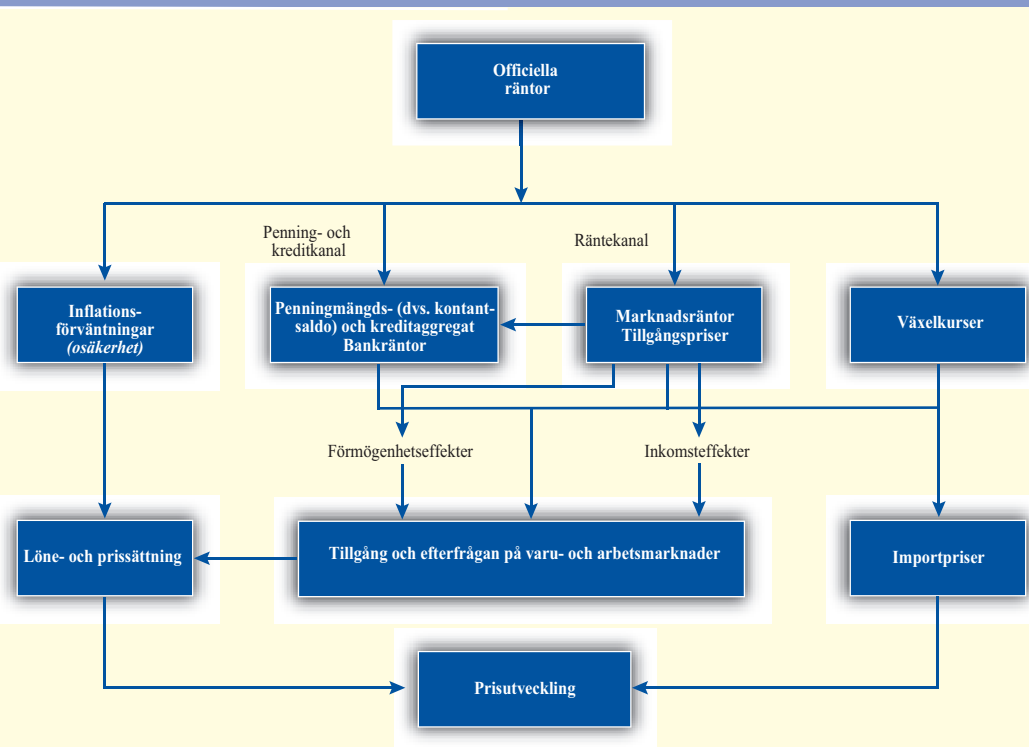 Officiella
räntor
Penning- och
kreditkanal
Räntekanal
Inflations-
förväntningar
(osäkerhet)
Penningmängds- (dvs. kontant-
saldo) och kreditaggregat
Bankräntor
Marknadsräntor
Tillgångspriser
Växelkurser
Förmögenhetseffekter
Inkomsteffekter
Löne- och prissättning
Tillgång och efterfrågan på varu- och arbetsmarknader
Importpriser
Prisutveckling